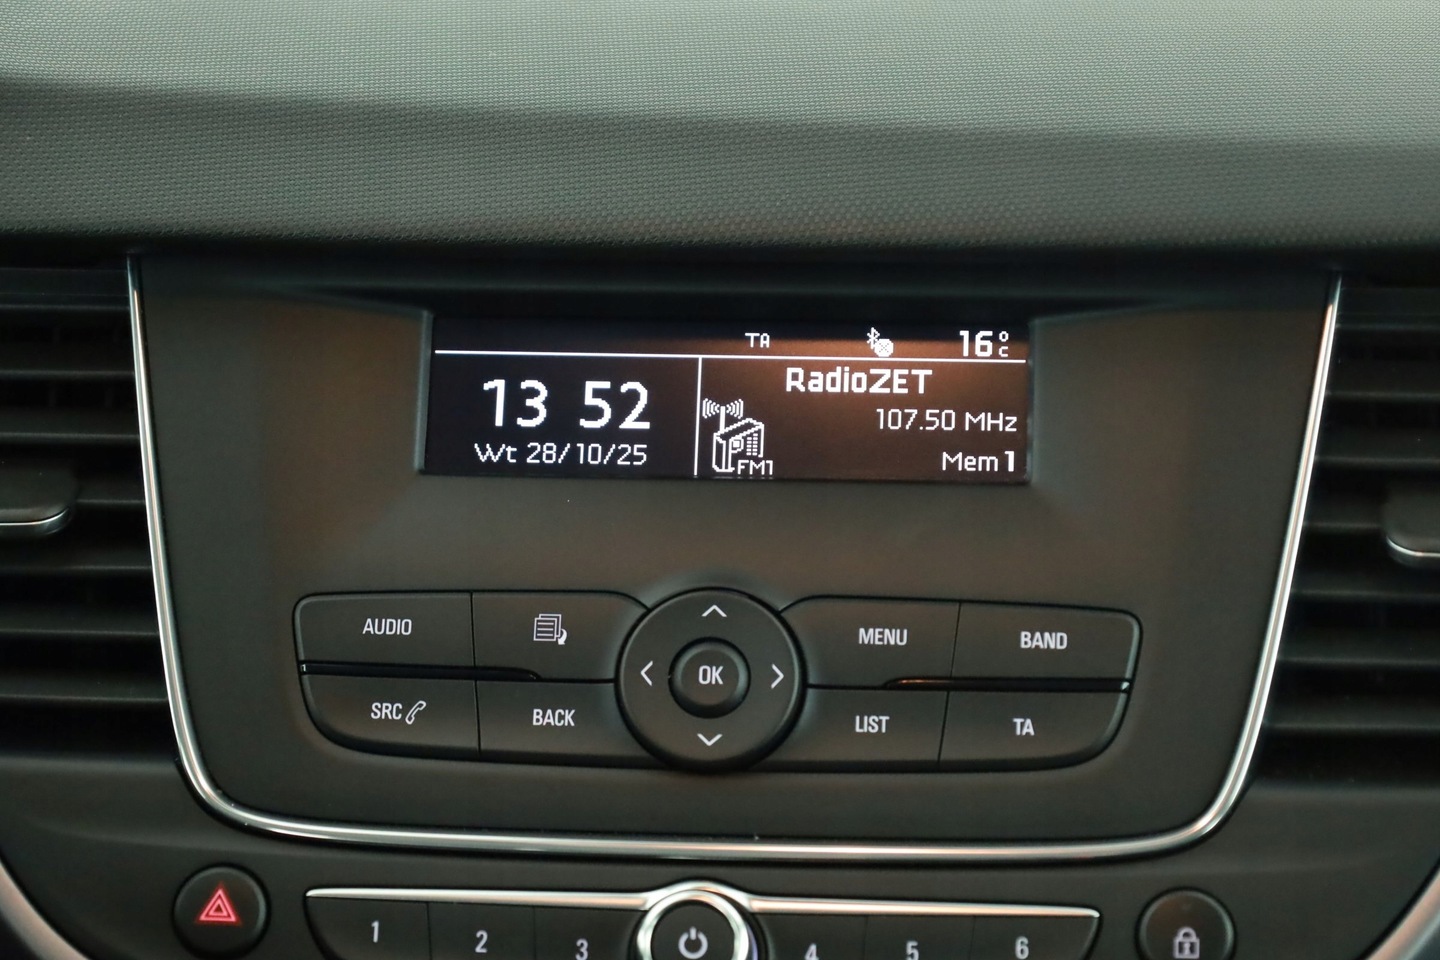 TA 16°C
13 52
Wt 28/10/25
RadioZET
107.50 MHz
FM1
Mem 1
AUDIO
MENU
BAND
OK
SRC
BACK
LIST
TA
1
2
3
4
5
6